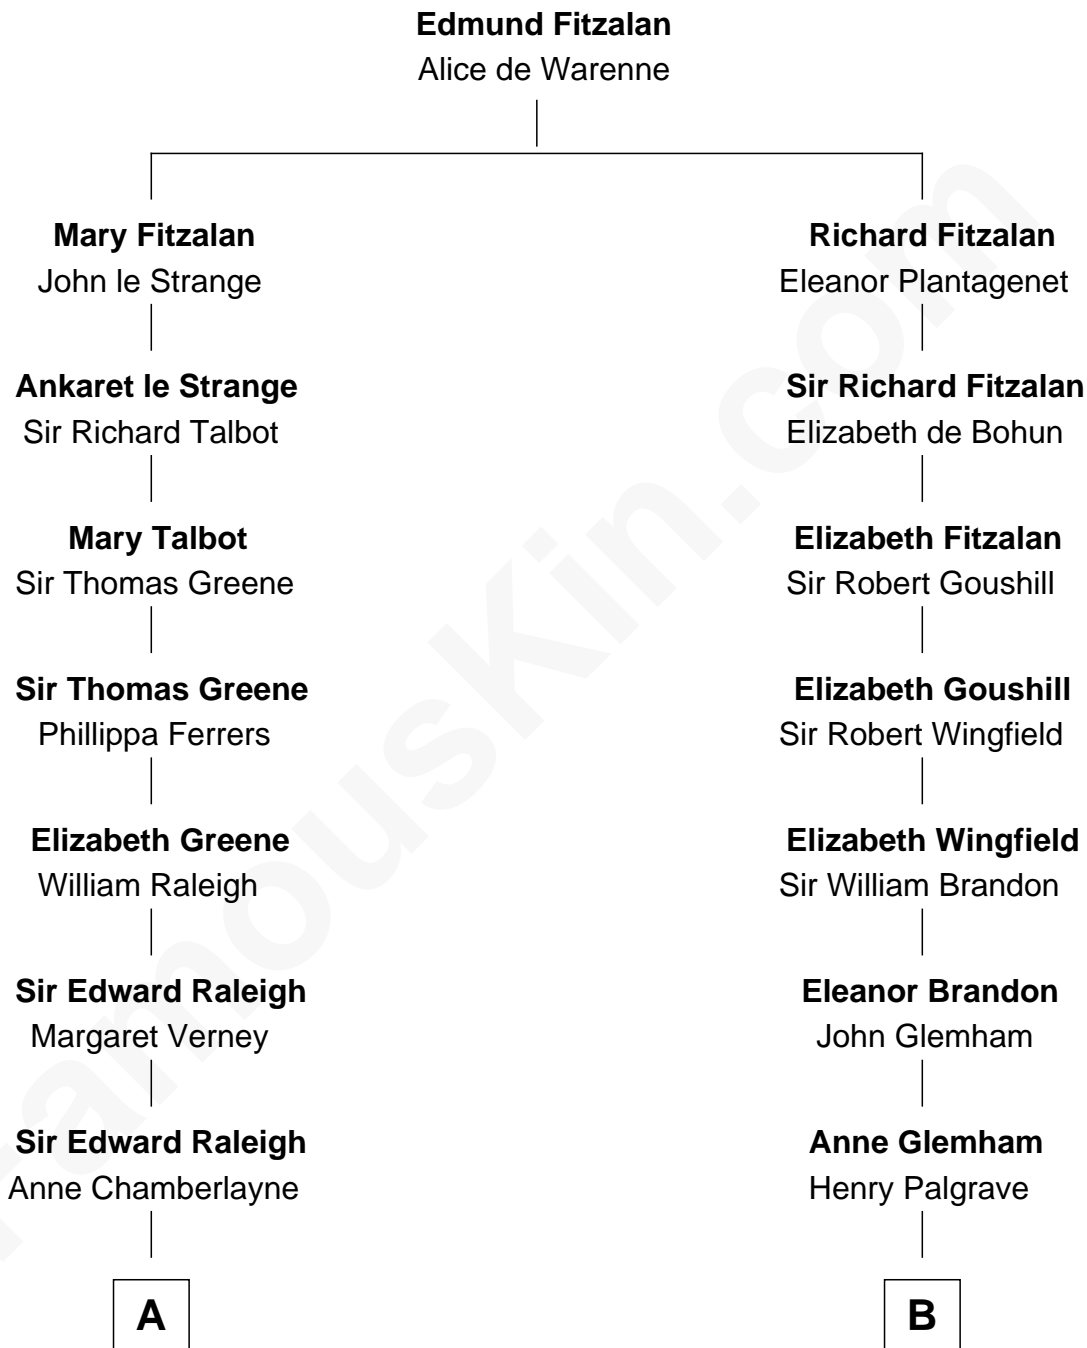 Edmund Fitzalan
Alice de Warenne
Mary Fitzalan
John le Strange
Richard Fitzalan
Eleanor Plantagenet
Ankaret le Strange
Sir Richard Talbot
Sir Richard Fitzalan
Elizabeth de Bohun
Mary Talbot
Sir Thomas Greene
Elizabeth Fitzalan
Sir Robert Goushill
Sir Thomas Greene
Phillippa Ferrers
Elizabeth Goushill
Sir Robert Wingfield
Elizabeth Greene
William Raleigh
Elizabeth Wingfield
Sir William Brandon
Sir Edward Raleigh
Margaret Verney
Eleanor Brandon
John Glemham
Sir Edward Raleigh
Anne Chamberlayne
Anne Glemham
Henry Palgrave
A
B
FamousKin.com